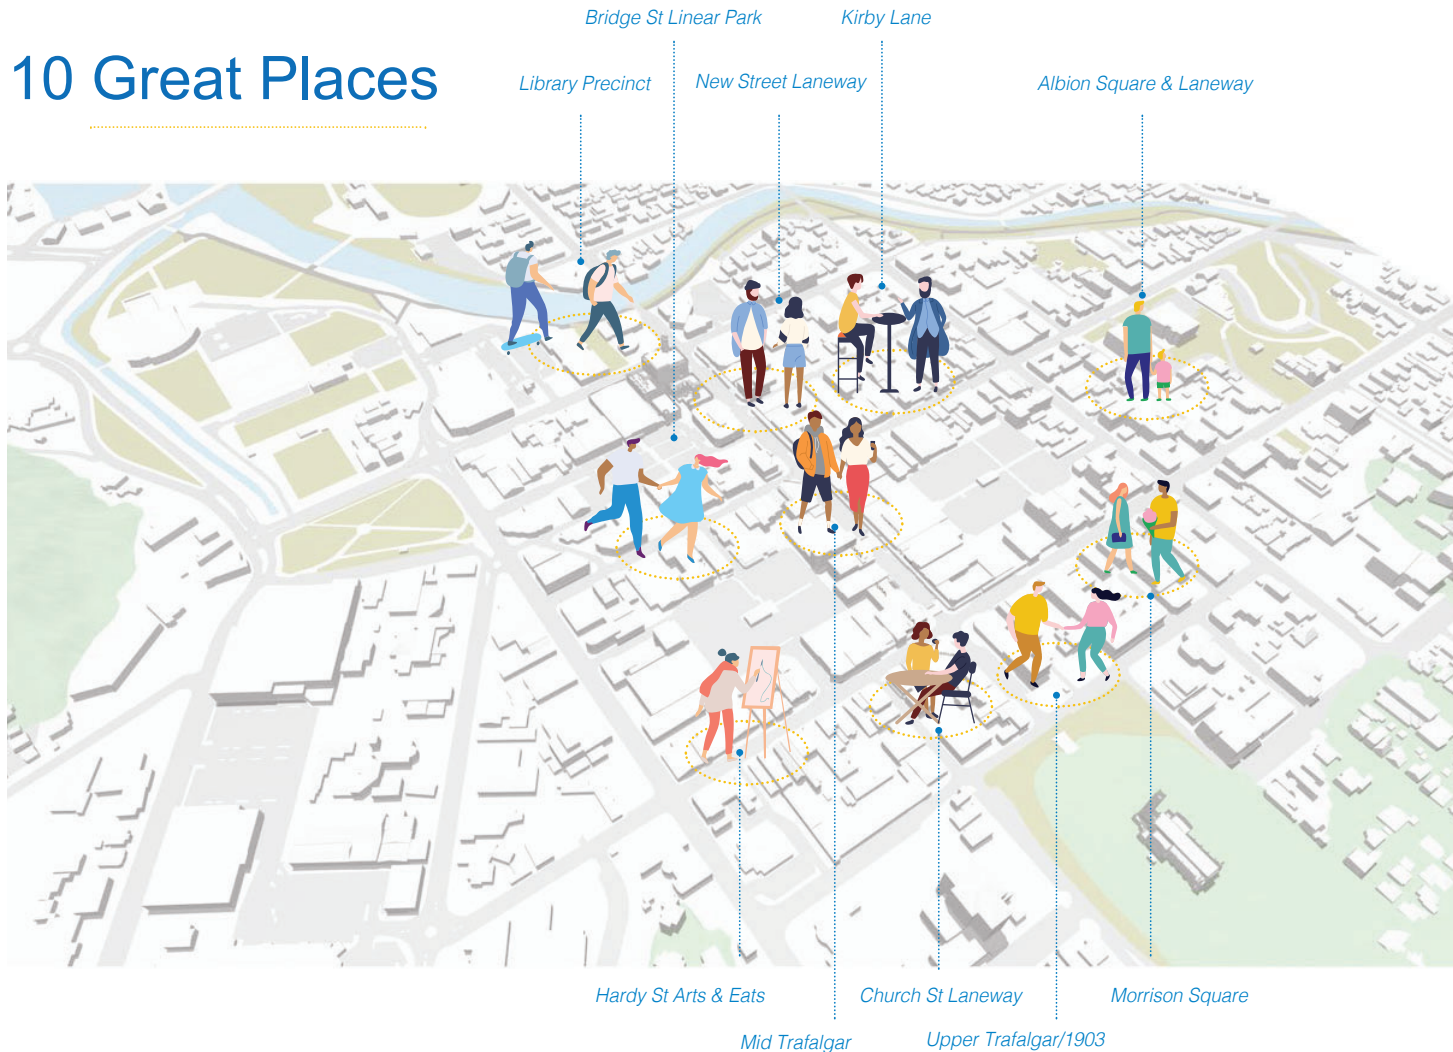 Bridge St Linear Park
Kirby Lane
10 Great Places
Library Precinct
New Street Laneway
Albion Square & Laneway
Hardy St Arts & Eats
Church St Laneway
Morrison Square
Mid Trafalgar
Upper Trafalgar/1903